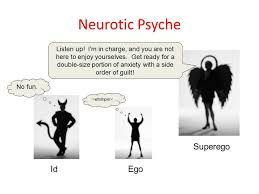 Neurotic Psyche
Listen up!  I'm in charge, and you are not
here to enjoy yourselves.  Get ready for a
double-size portion of anxiety with a side
order of guilt!
No fun.
<whimper>
Superego
Id
Ego